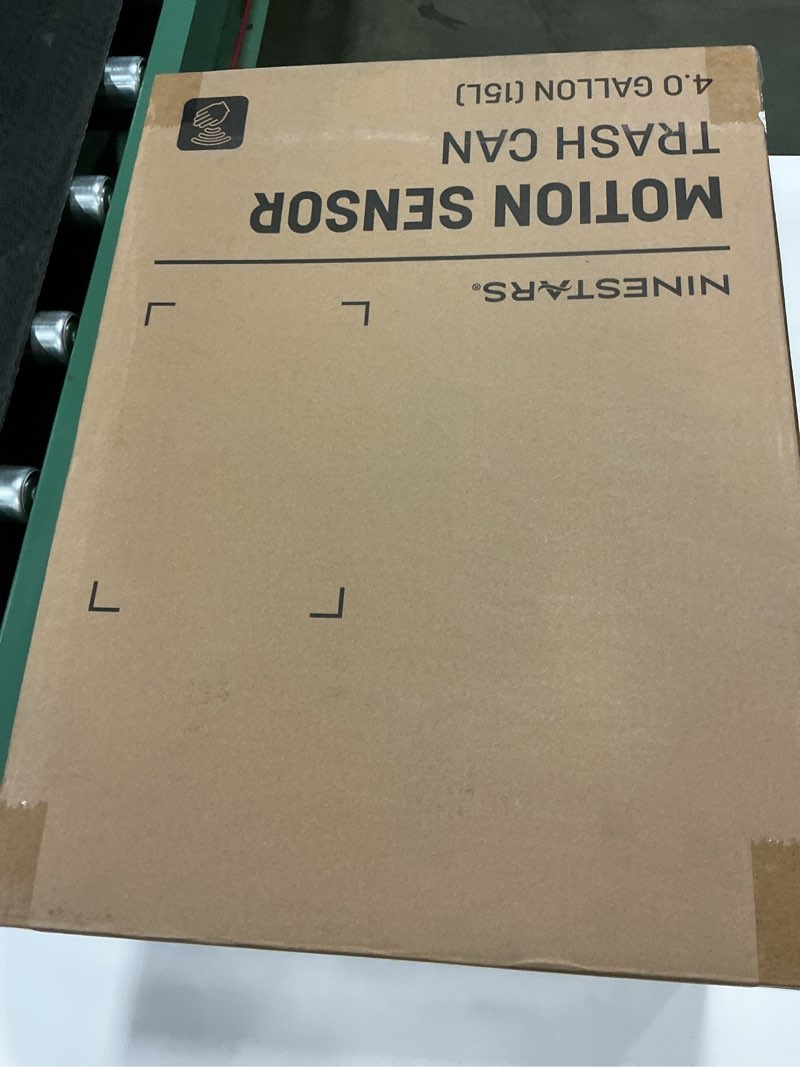 NINESTARS®
MOTION SENSOR
TRASH CAN
4.0 GALLON (15L)